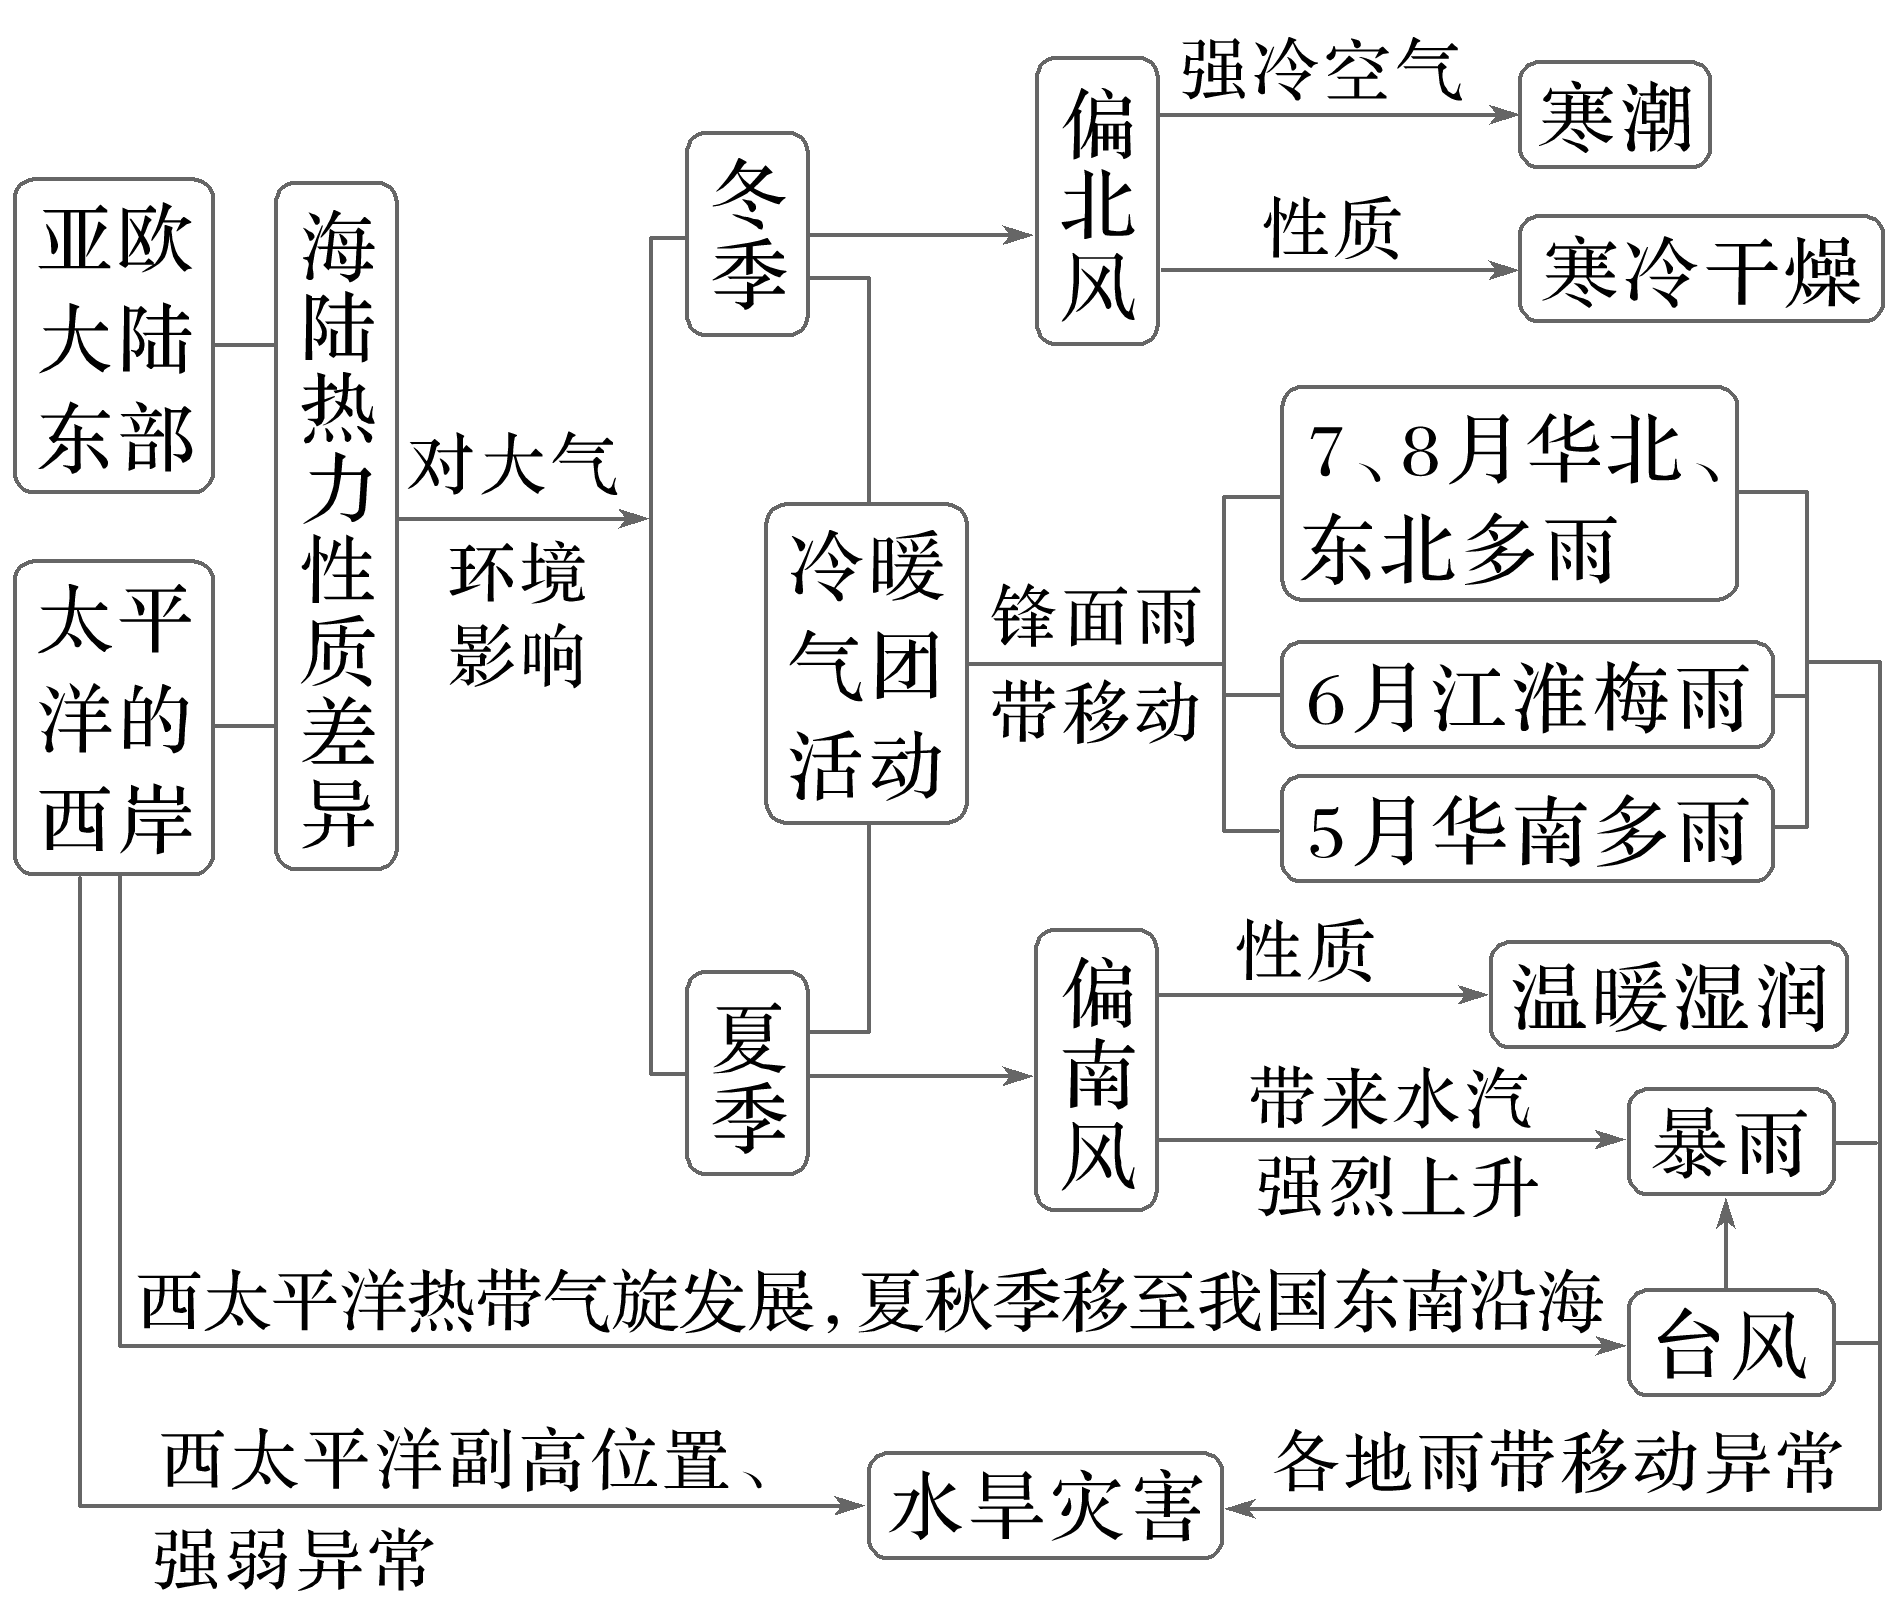 亚欧
大陆
东部
太平
洋的
西岸
海陆热力性质差异
对大气
环境
影响
冬季
夏季
冷暖
气团
活动
偏北风
强冷空气
寒潮
性质
寒冷干燥
锋面雨
带移动
7、8月华北、
东北多雨
6月江淮梅雨
5月华南多雨
偏南风
性质
温暖湿润
带来水汽
强烈上升
暴雨
西太平洋热带气旋发展,夏秋季移至我国东南沿海
台风
西太平洋副高位置、
强弱异常
水旱灾害
各地雨带移动异常